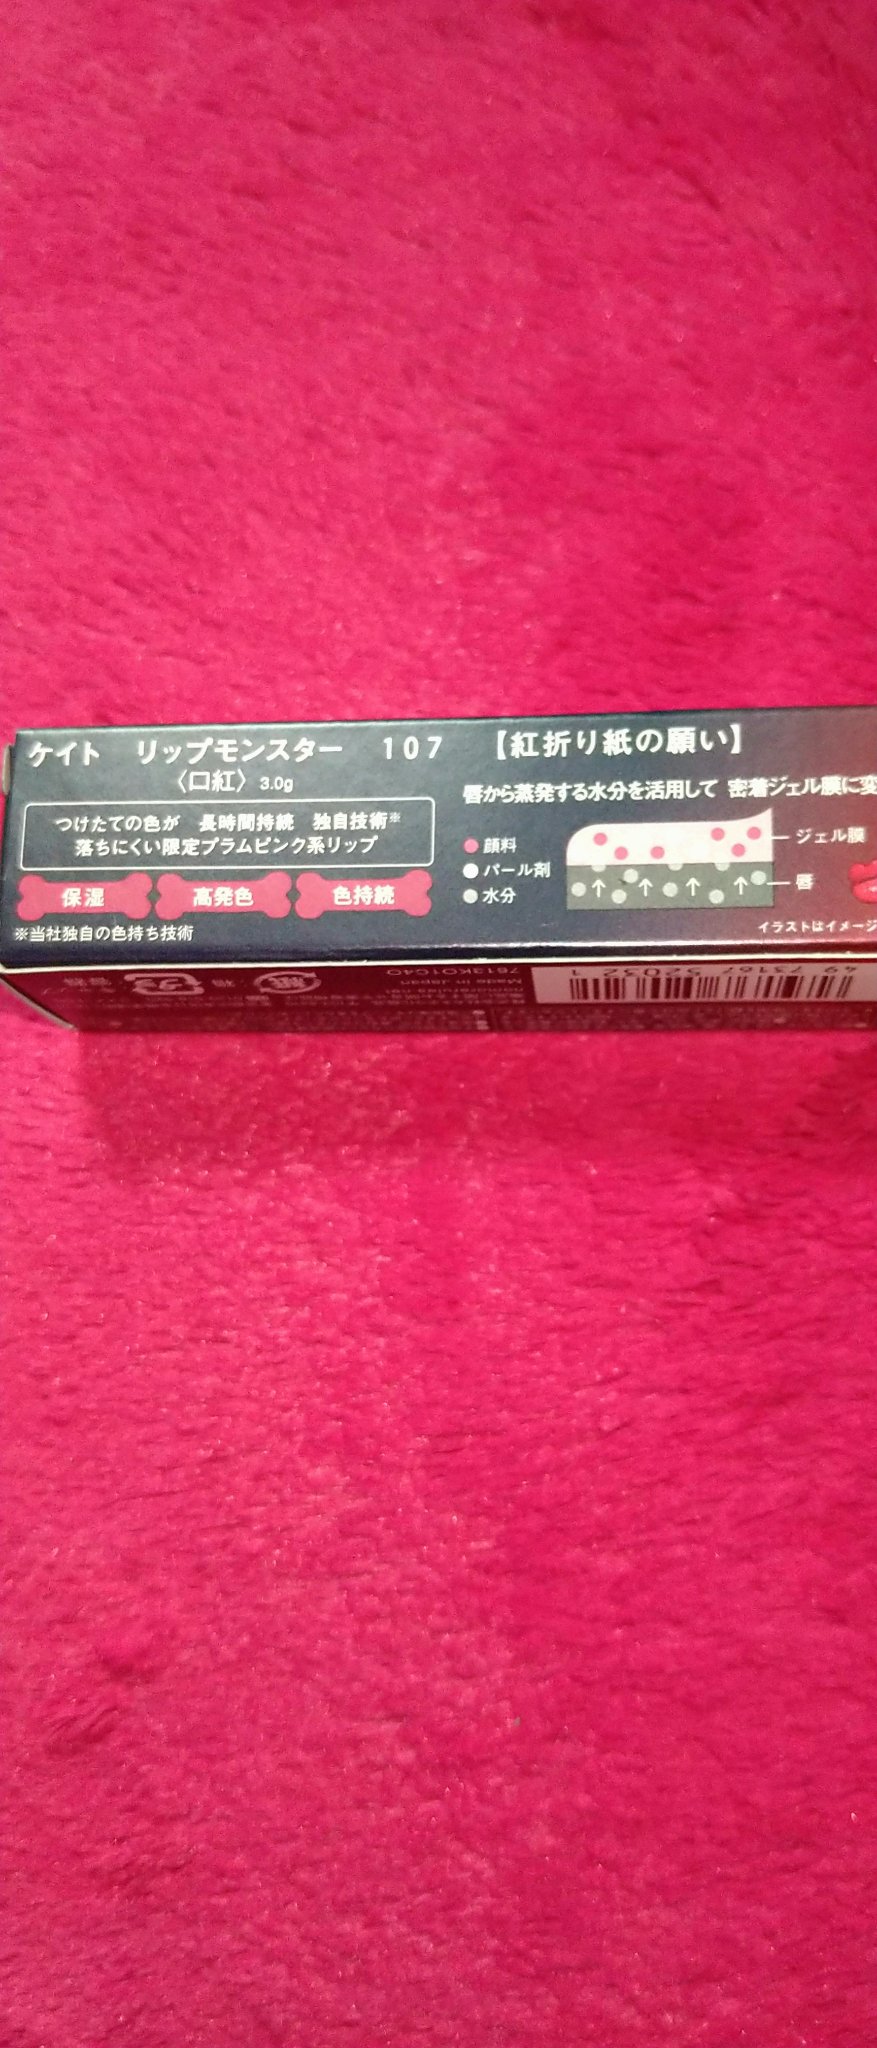 ケイト リップモンスター 107 【紅折り紙の願い】
〈口紅〉3.0g
つけたての色が 長時間持続 独自技術※
落ちにくい限定プラムピンク系リップ
保湿 高発色 色持続
※当社独自の色持ち技術
唇から蒸発する水分を活用して 密着ジェル膜に変
顔料
パール剤
水分
ジェル膜
唇
イラストはイメージ
49 73167 52032 1
Made in Japan
7813K01C40